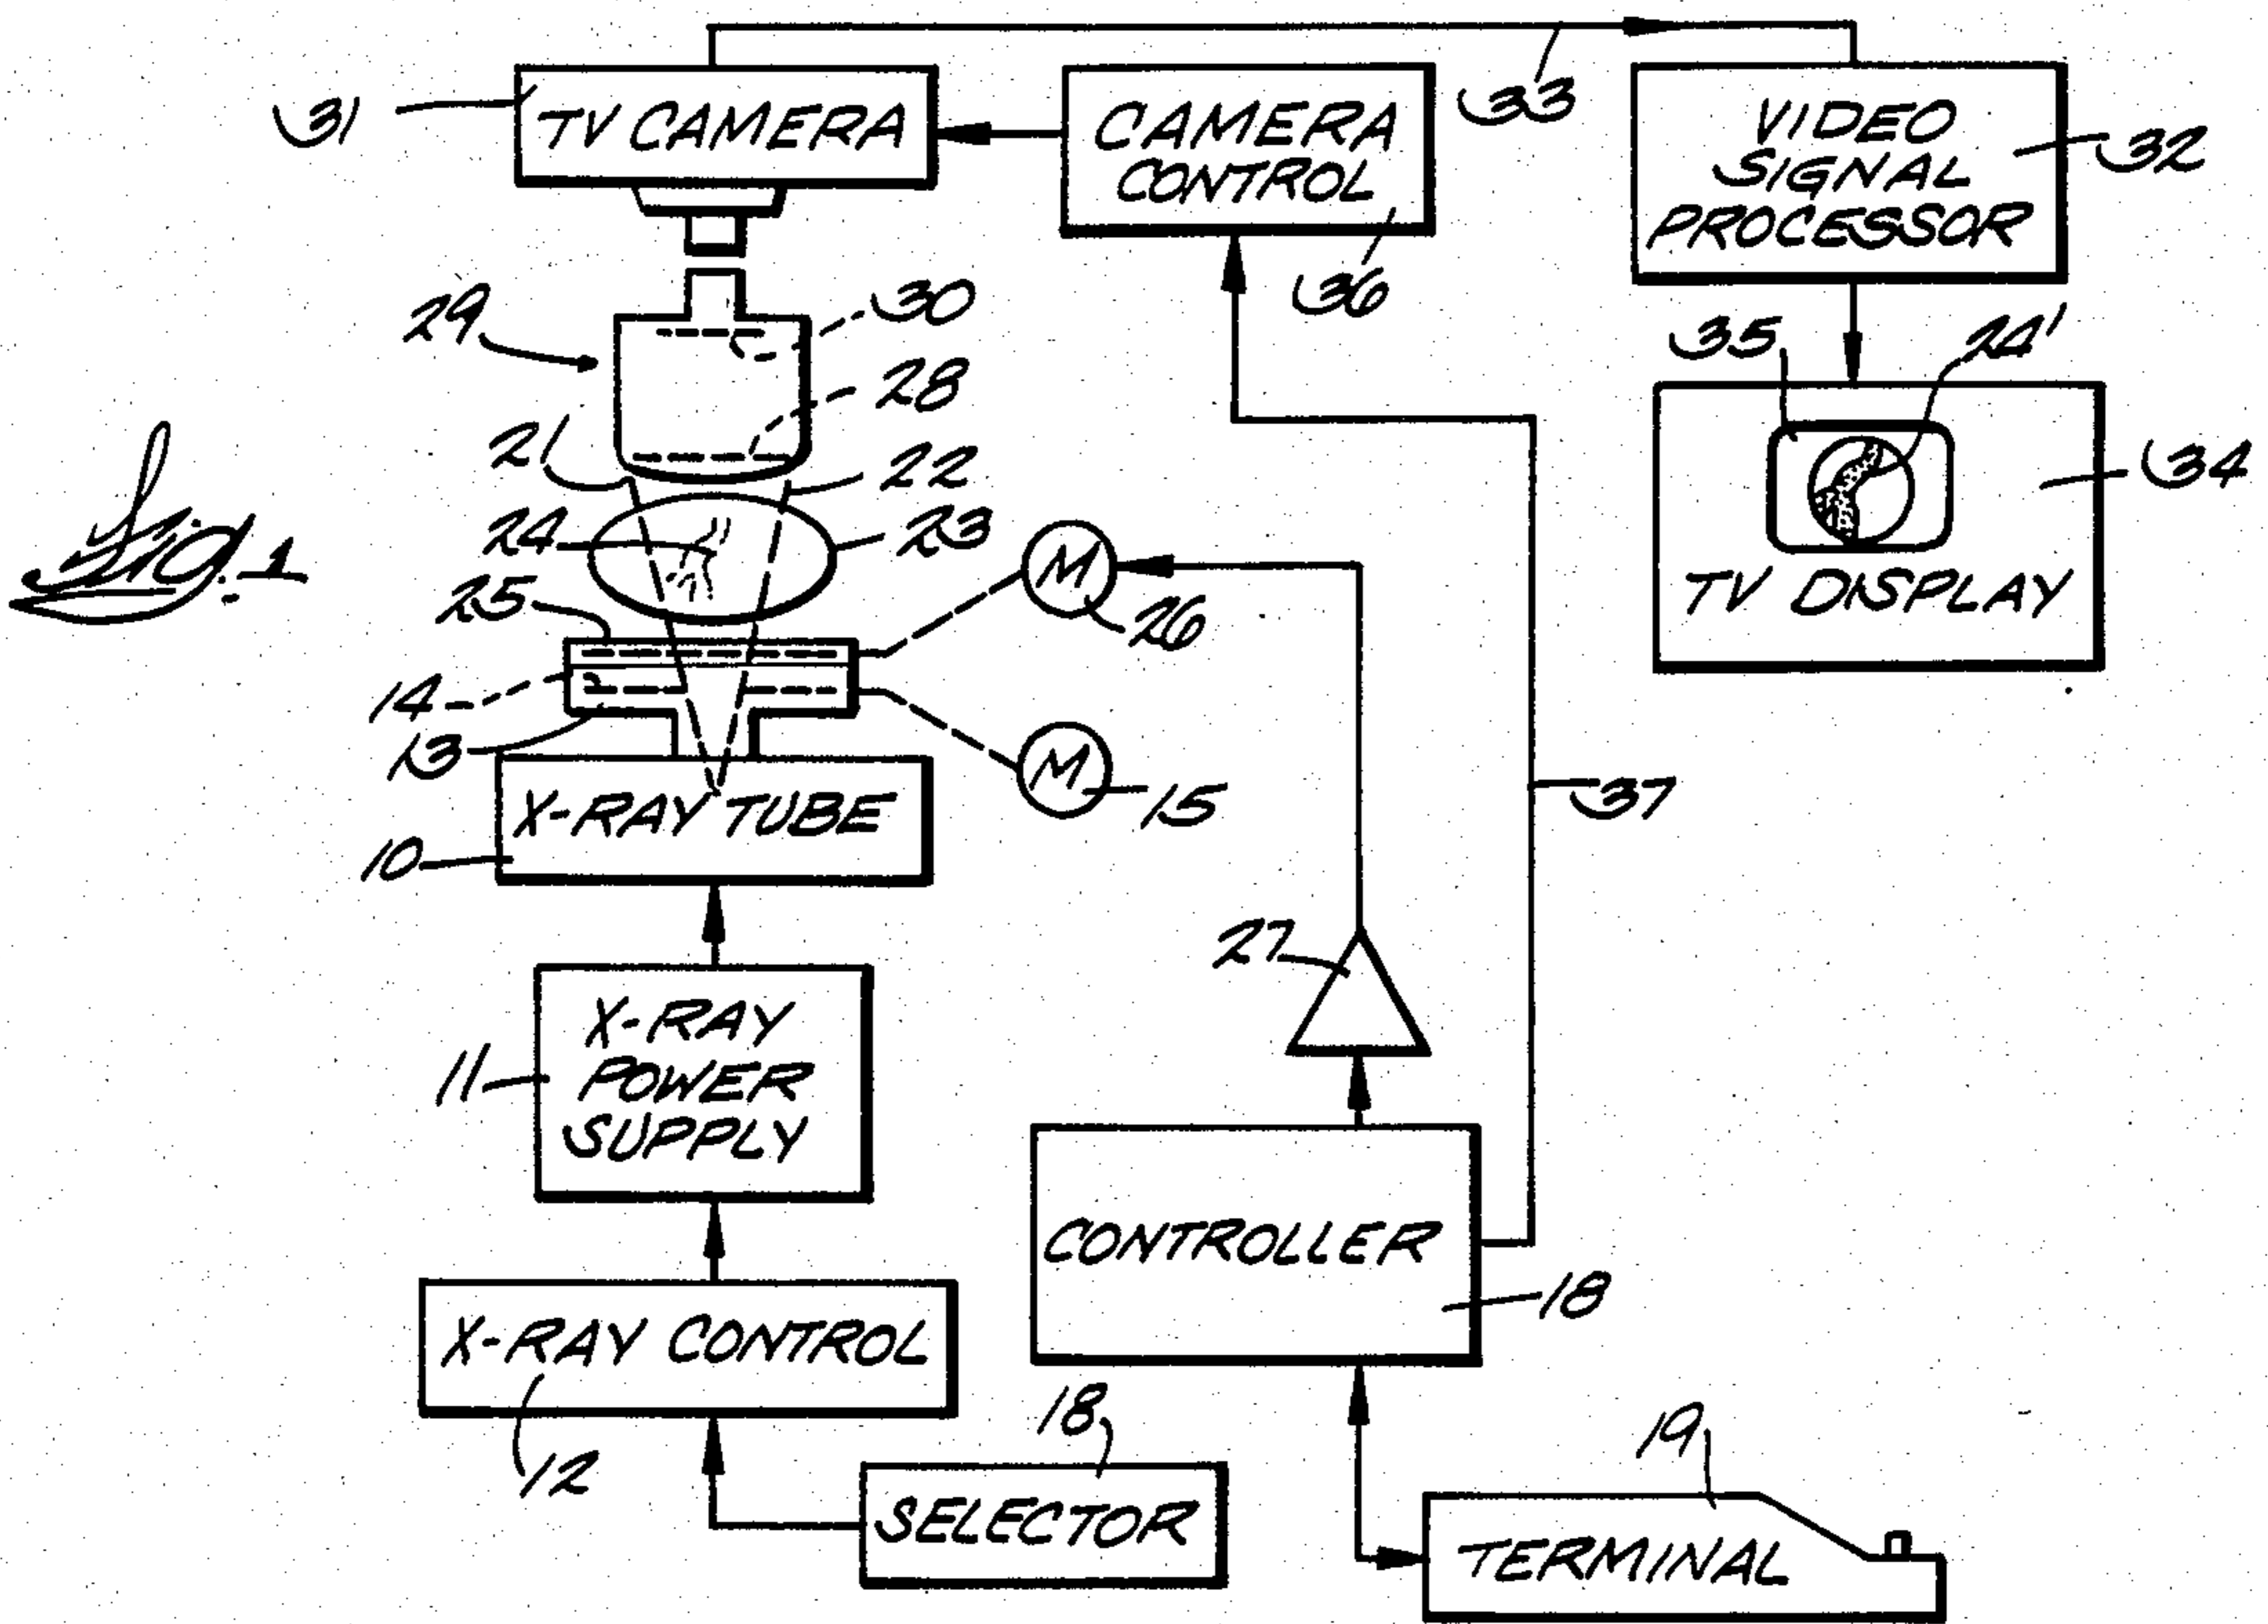 33
31
TV CAMERA
CAMERA
CONTROL
VIDEO
SIGNAL
PROCESSOR
32
36
29
30
28
35
24'
34
TV DISPLAY
21
22
24
23
25
M
26
14
13
M
15
X-RAY TUBE
10
37
Fig. 1
27
X-RAY
POWER
SUPPLY
11
CONTROLLER
18
X-RAY CONTROL
12
18
SELECTOR
19
TERMINAL